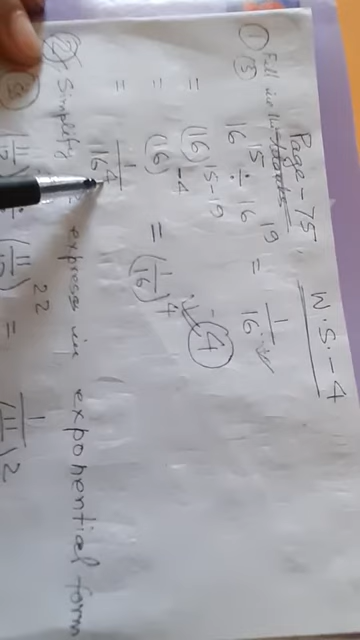 Page-75. W.S.-4
① Fill in the blanks
⑤ 16^15 ÷ 16^19 = 1/16
= (16)^15-19 -④
= (16)^-4 = (1/16)^4
= 1/16^4
② Simplify express in exponential form
(11/ ÷ (11/ )^22 = 1/(11/ )^2